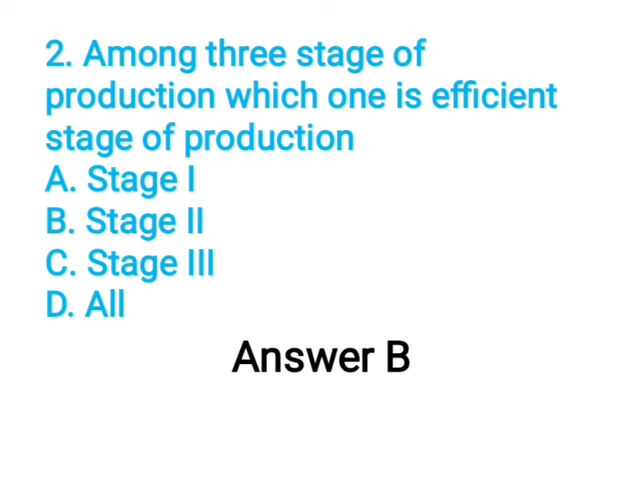 2. Among three stage of
production which one is efficient
stage of production
A. Stage I
B. Stage II
C. Stage III
D. All
Answer B